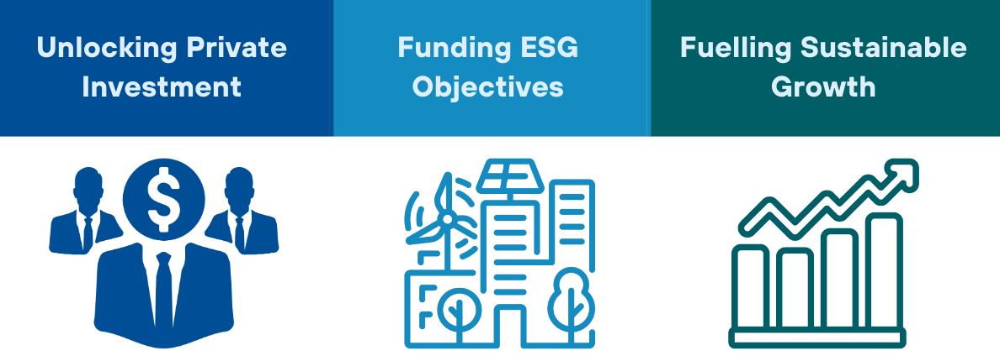 Unlocking Private
Investment
Funding ESG
Objectives
Fuelling Sustainable
Growth
$